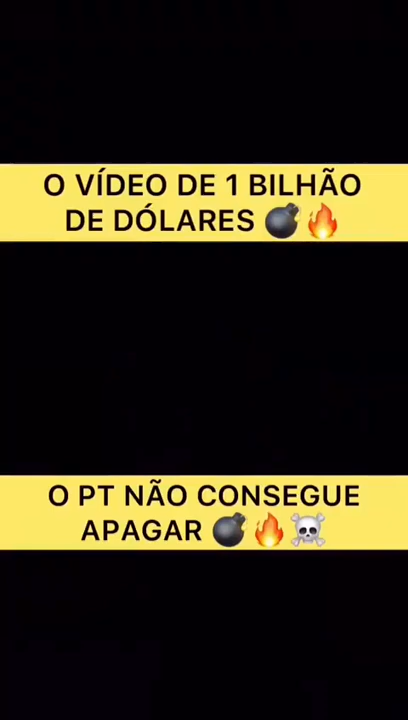 O VÍDEO DE 1 BILHÃO
DE DÓLARES 💣🔥
O PT NÃO CONSEGUE
APAGAR 💣🔥☠️